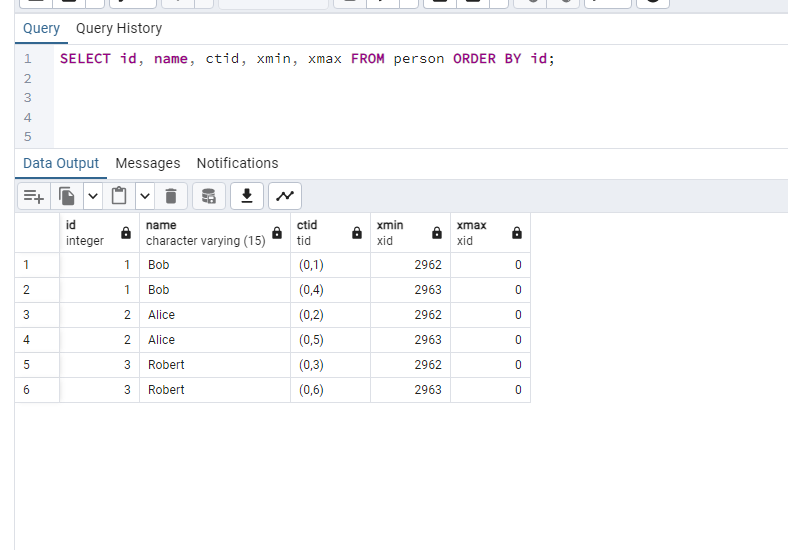 Query Query History
1 SELECT id, name, ctid, xmin, xmax FROM person ORDER BY id;
2
3
4
5
Data Output Messages Notifications
id name ctid xmin xmax
integer character varying (15) tid xid xid
1 1 Bob (0,1) 2962 0
2 1 Bob (0,4) 2963 0
3 2 Alice (0,2) 2962 0
4 2 Alice (0,5) 2963 0
5 3 Robert (0,3) 2962 0
6 3 Robert (0,6) 2963 0